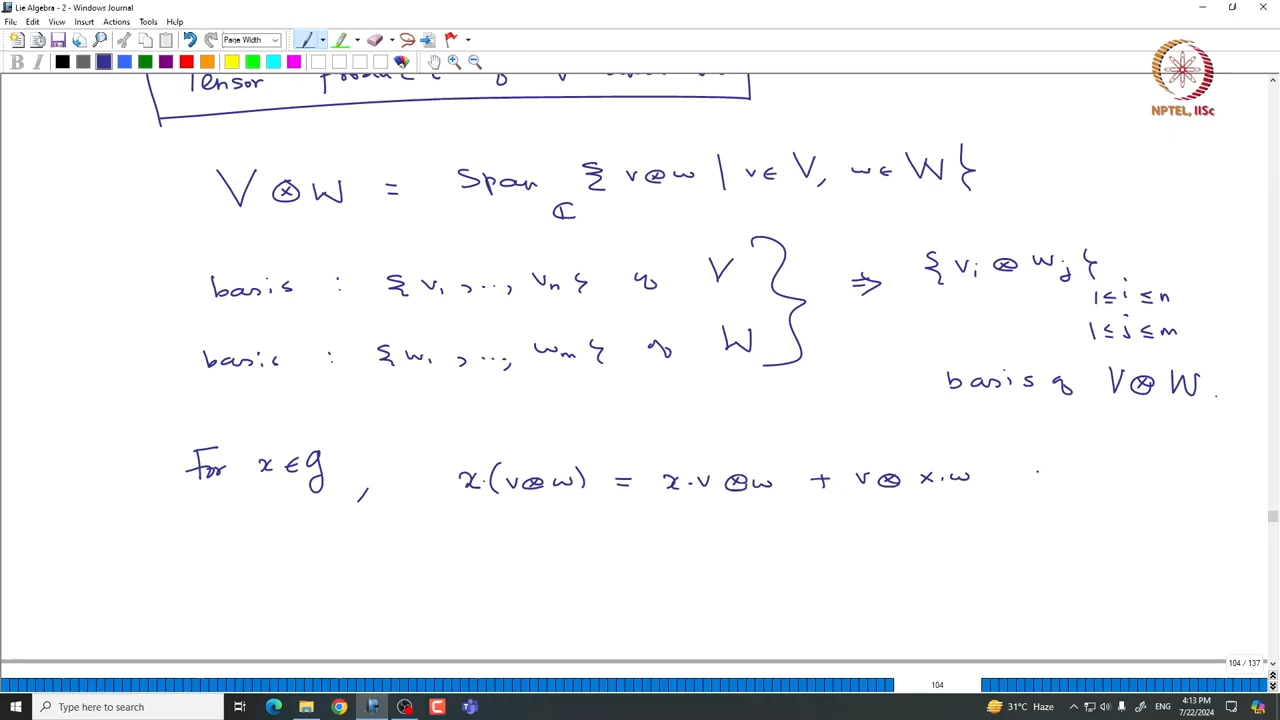 Lie Algebra - 2 - Windows Journal
File Edit View Insert Actions Tools Help
Page Width
B I
NPTEL, IISc
Tensor
V ⊗ W = Span_ℂ { v⊗w | v∈V, w∈W }
basis : { v₁, ..., vₙ } of V
⇒ { vᵢ ⊗ wⱼ } 1≤i≤n
1≤j≤m
basis : { w₁, ..., wₘ } of W
basis of V⊗W.
For x∈g, x.(v⊗w) = x.v⊗w + v⊗x.w
104 / 137
104
Type here to search
31°C Haze
ENG
4:13 PM
7/22/2024